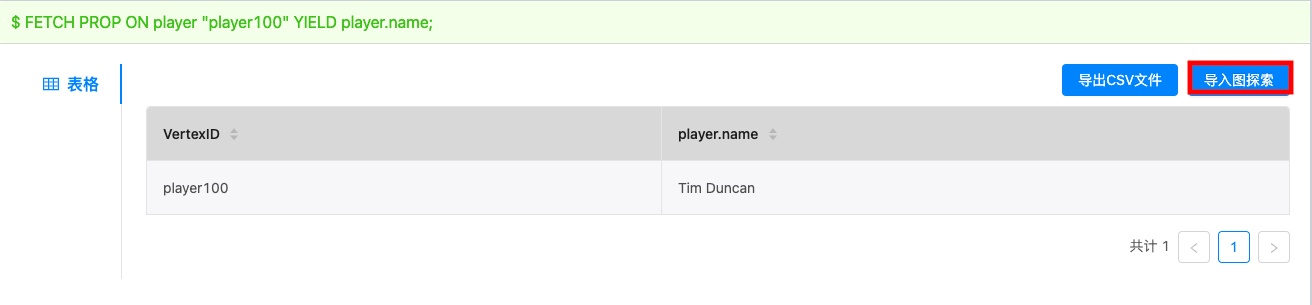 $ FETCH PROP ON player "player100" YIELD player.name;
表格
导出CSV文件 导入图探索
VertexID player.name
player100 Tim Duncan
共计 1 < 1 >